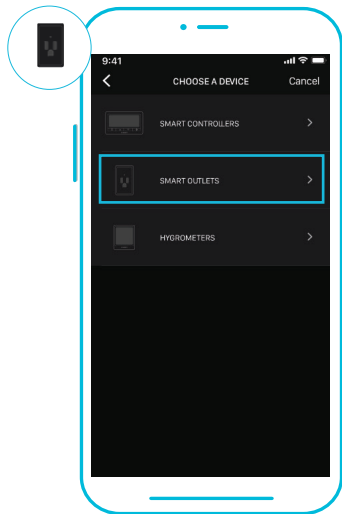 9:41
CHOOSE A DEVICE Cancel
SMART CONTROLLERS
SMART OUTLETS
HYGROMETERS